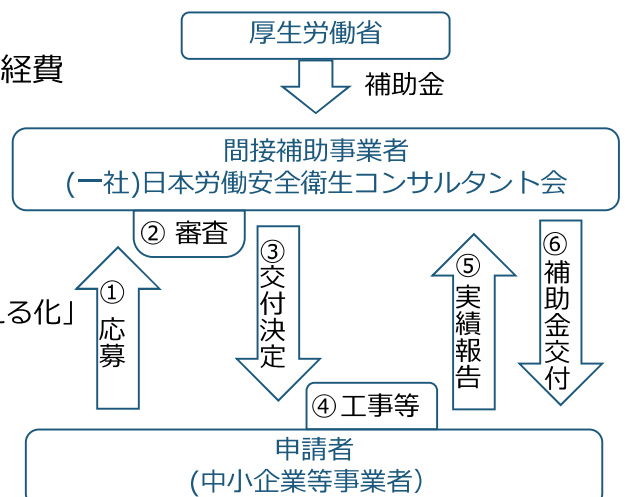 厚生労働省
経費
補助金
間接補助事業者
(一社)日本労働安全衛生コンサルタント会
② 審査
①応募
③交付決定
⑤実績報告
⑥補助金交付
える化」
④工事等
申請者
(中小企業等事業者)